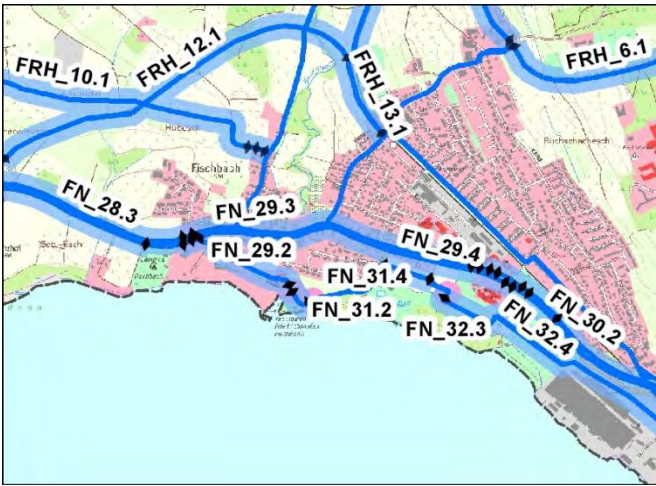 FRH_12.1
FRH_6.1
FRH_10.1
FRH_13.1
Fischbach
FN_28.3
FN_29.3
FN_29.2
FN_29.4
FN_31.4
FN_31.2
FN_30.2
FN_32.3
FN_32.4